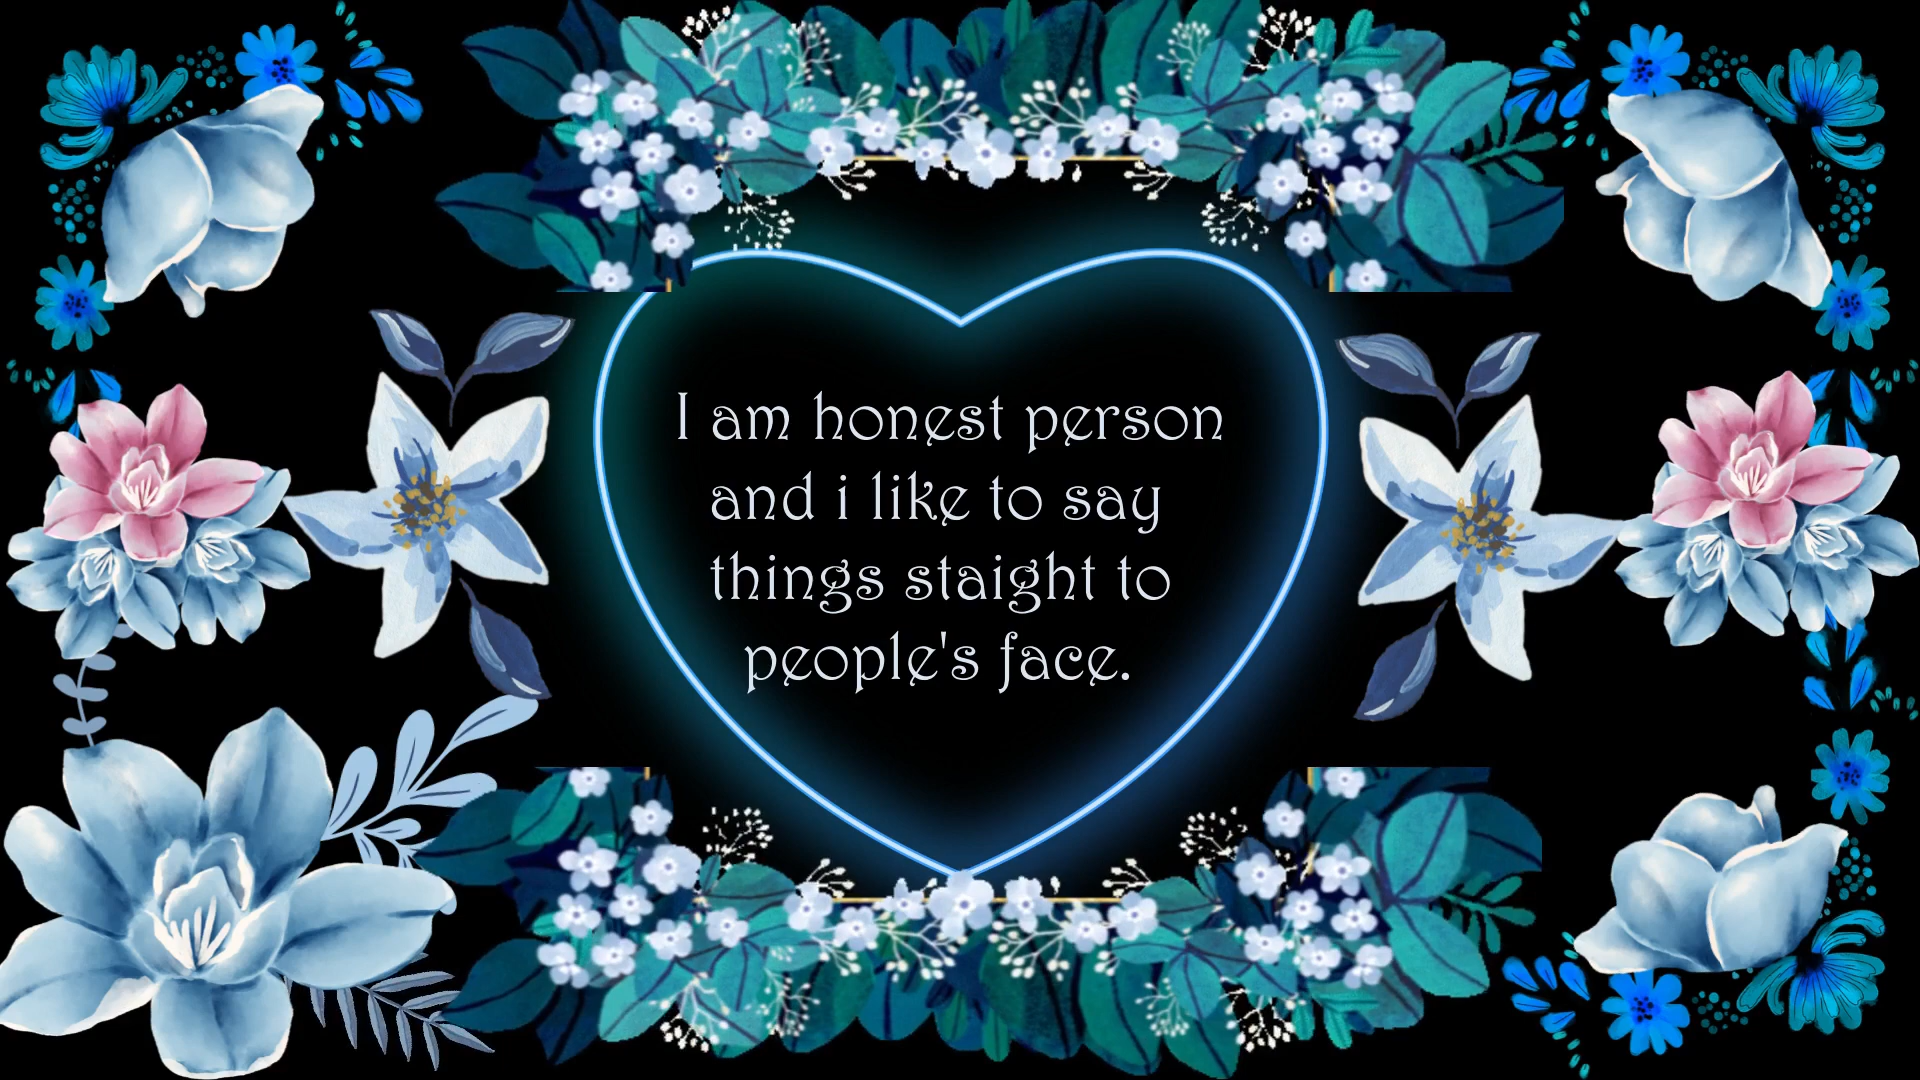 I am honest person
and i like to say
things staight to
people's face.